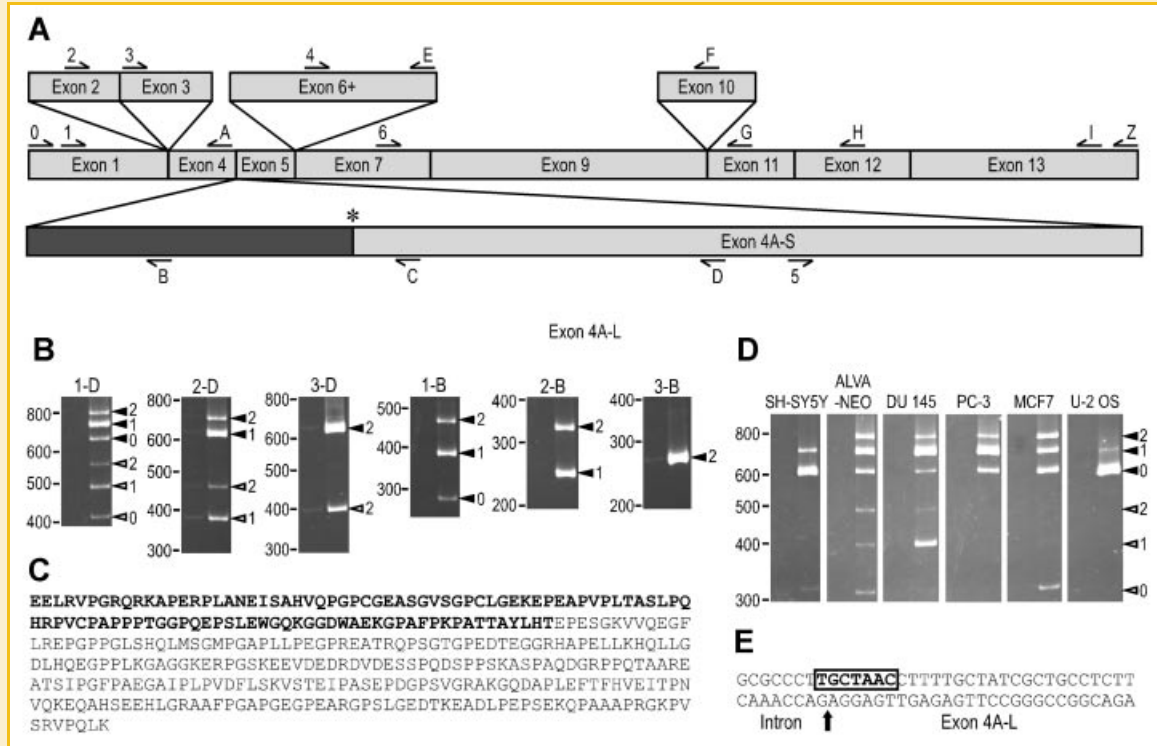 A
2 3 4 E F
Exon 2 Exon 3 Exon 6+ Exon 10
0 1 A 6 G H I Z
Exon 1 Exon 4 Exon 5 Exon 7 Exon 9 Exon 11 Exon 12 Exon 13
*
Exon 4A-S
B C D 5
Exon 4A-L
B
1-D 2-D 3-D 1-B 2-B 3-B
800 600 500 400
2 1 0 2 1 0
800 600 500 400 300
2 1 2 1
800 600 500 400 300
2 2
400 300
2 1 0
400 300 200
2 1
400 300 200
2
C
EELRVPGRQRKAPERPLANEISAHVQPGPCGEASGVSGPCLGEKEPEAPVPLTASLPQ
HRPVCPAPPPTGGPQEPSLEWGQKGGDWAEKGPAFPKPATTAYLHTEPESGKVVQEGF
LREPGPPGLSHQLMSGMPGAPLLPEGPREATRQPSGTGPEDTEGGRHAPELLKHQLLG
DLHQEGPPLKGAGGKERPGSKEEVDEDRDVDESSPQDSPPSKASPAQDGRPPQTAARE
ATSIPGFPAEGAIPLPVDFLSKVSTEIPASEPDGPSVGRAKGQDAPLEFTFHVEITPN
VQKEQAHSEEHLGRAAFPGAPGEGPEARGPSLGEDTKEADLPEPSEKQPAAAPRGKPV
SRVPQLK
D
SH-SY5Y ALVA-NEO DU 145 PC-3 MCF7 U-2 OS
800 600 500 400 300
2 1 0 2 1 0
E
GCGCCCTTGCTAACCTTTTGCTATCGCTGCCTCTT
CAAACCAGAGGAGTTGAGAGTTCCGGGCCGGCAGA
Intron Exon 4A-L